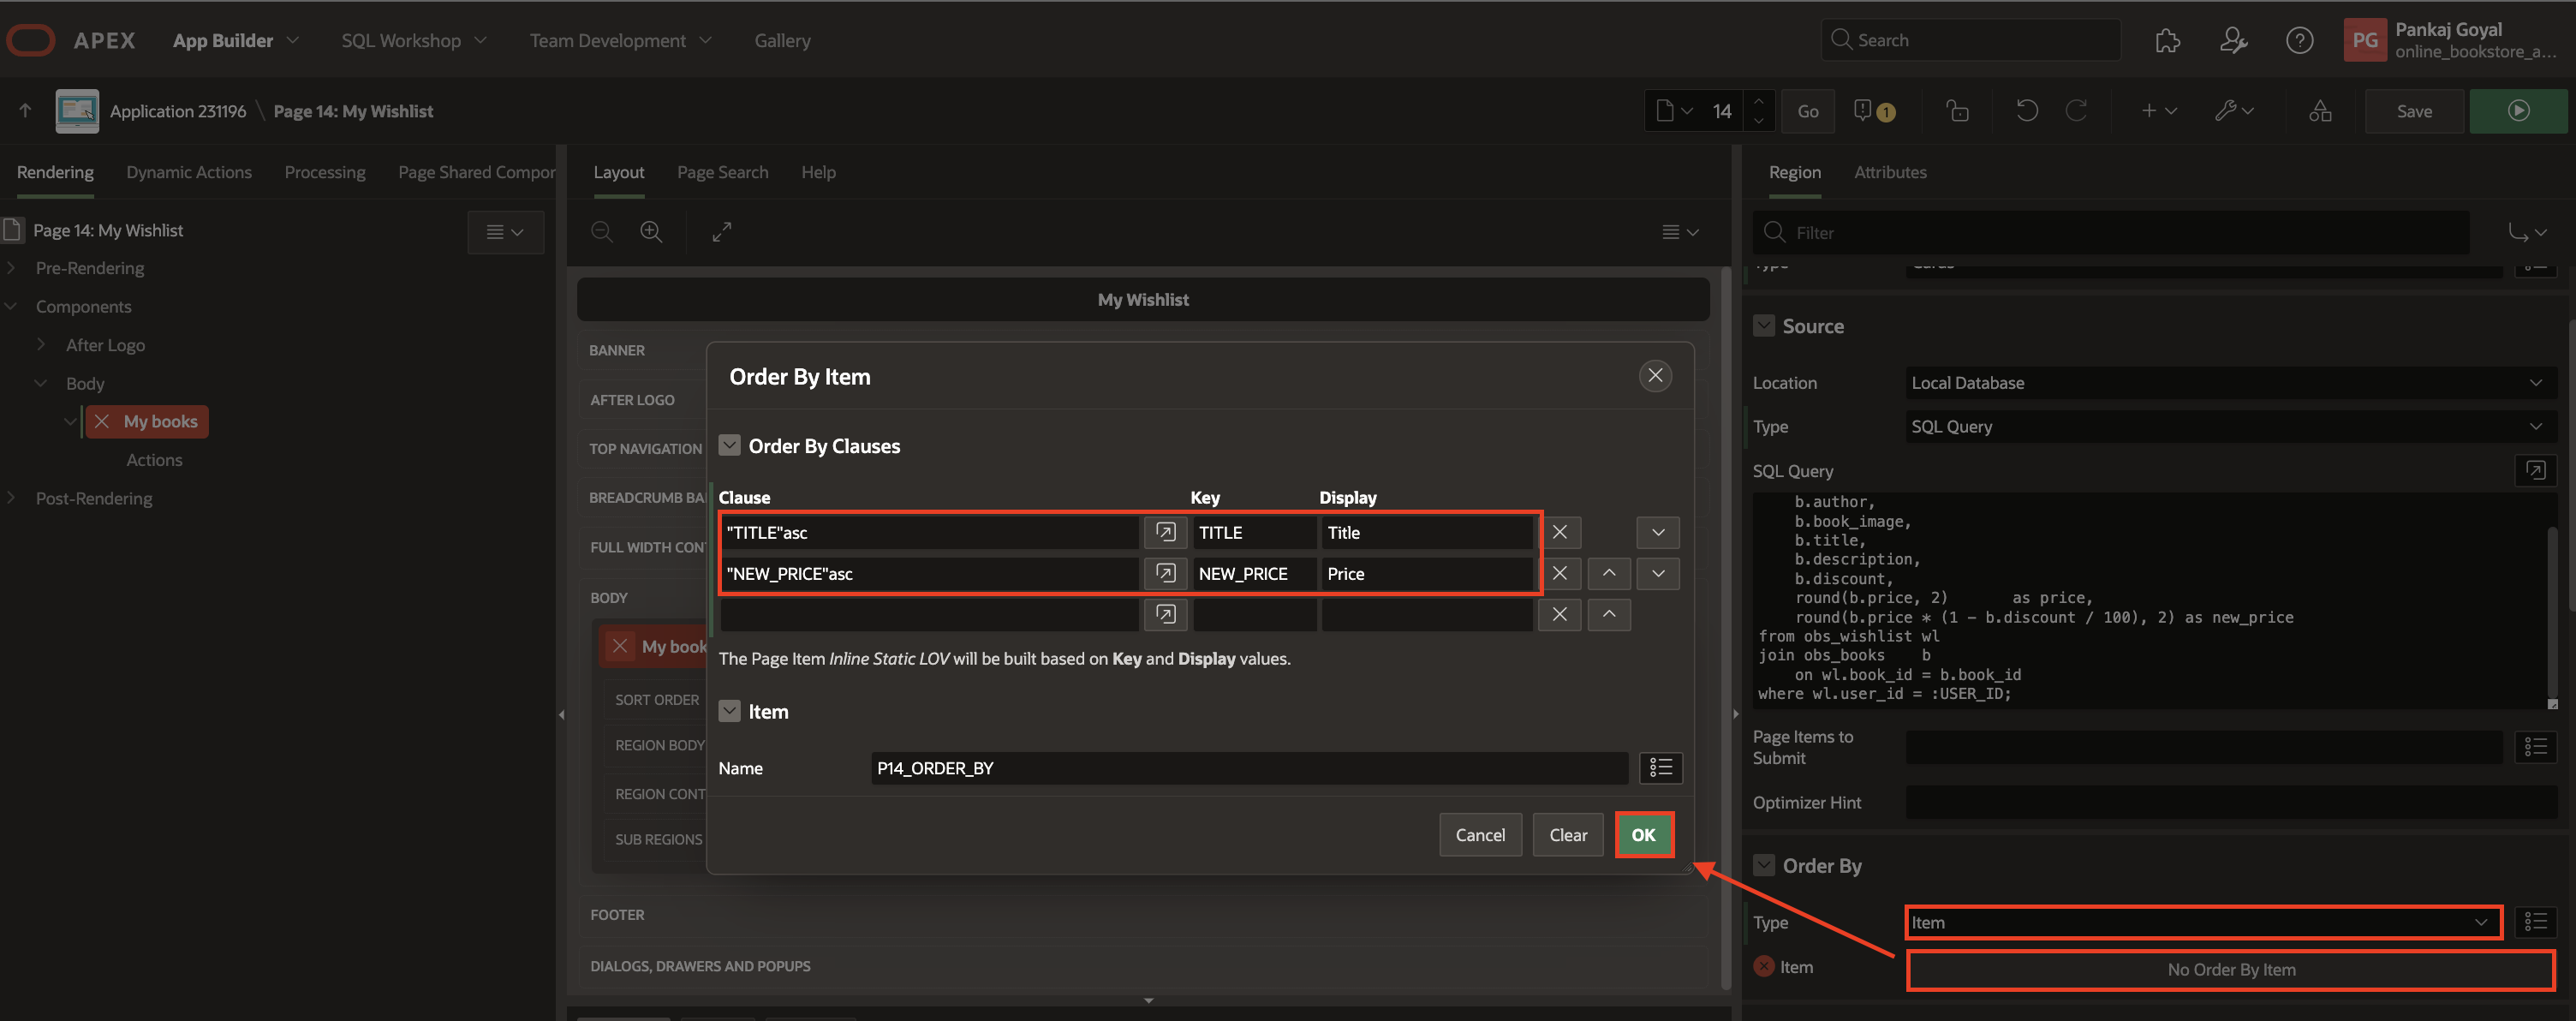 APEX App Builder SQL Workshop Team Development Gallery Search PG Pankaj Goyal
online_bookstore_a...
Application 231196 \ Page 14: My Wishlist 14 Go 1 Save
Rendering Dynamic Actions Processing Page Shared Compor
Page 14: My Wishlist
Pre-Rendering
Components
After Logo
Body
My books
Actions
Post-Rendering
Layout Page Search Help
My Wishlist
BANNER
AFTER LOGO
TOP NAVIGATION
BREADCRUMB BA
FULL WIDTH CONT
BODY
My book
SORT ORDER
REGION BODY
REGION CONT
SUB REGIONS
FOOTER
DIALOGS, DRAWERS AND POPUPS
Order By Item
Order By Clauses
Clause Key Display
"TITLE"asc TITLE Title
"NEW_PRICE"asc NEW_PRICE Price
The Page Item Inline Static LOV will be built based on Key and Display values.
Item
Name P14_ORDER_BY
Cancel Clear OK
Region Attributes
Filter
Type Cards
Source
Location Local Database
Type SQL Query
SQL Query
b.author,
b.book_image,
b.title,
b.description,
b.discount,
round(b.price, 2) as price,
round(b.price * (1 - b.discount / 100), 2) as new_price
from obs_wishlist wl
join obs_books b
on wl.book_id = b.book_id
where wl.user_id = :USER_ID;
Page Items to
Submit
Optimizer Hint
Order By
Type Item
Item No Order By Item